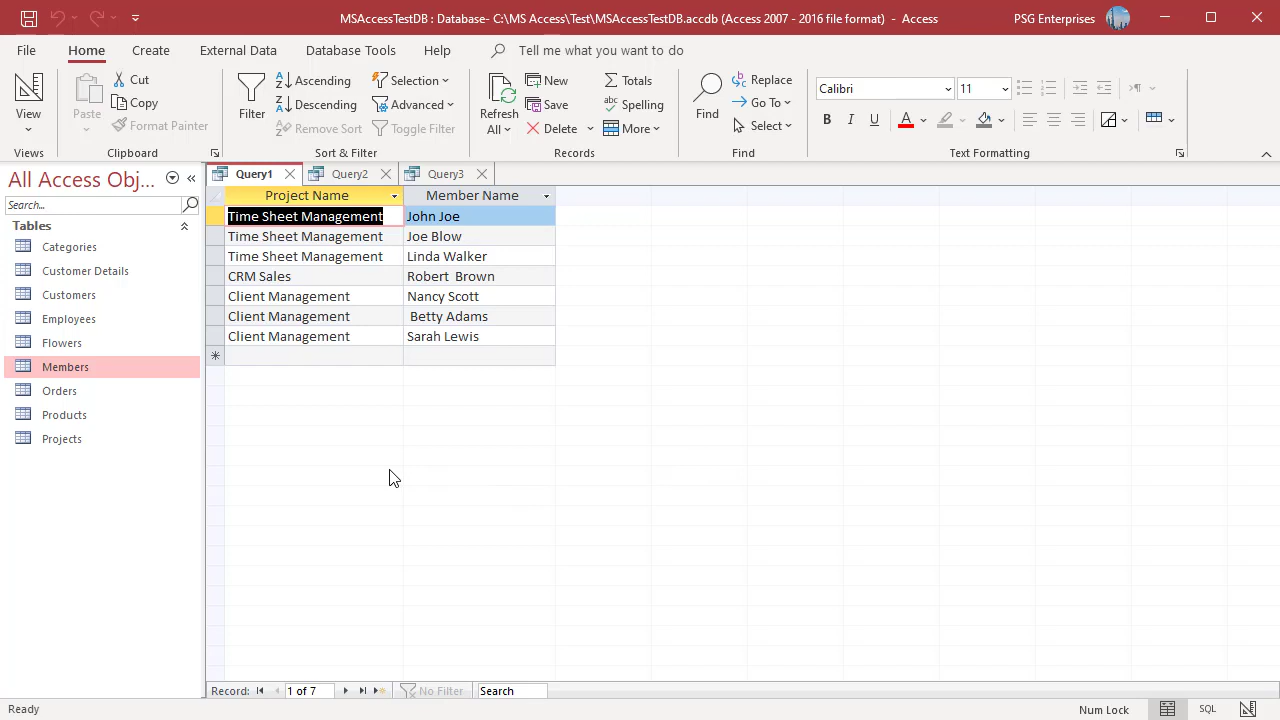 MSAccessTestDB : Database- C:\MS Access\Test\MSAccessTestDB.accdb (Access 2007 - 2016 file format) - Access
PSG Enterprises
File Home Create External Data Database Tools Help Tell me what you want to do
View
Views
Paste
Cut
Copy
Format Painter
Clipboard
Filter
Ascending
Descending
Remove Sort
Selection
Advanced
Toggle Filter
Sort & Filter
Refresh
All
New
Save
Delete
Totals
Spelling
More
Records
Find
Replace
Go To
Select
Find
Calibri 11
B I U A
Text Formatting
All Access Obj...
Search...
Tables
Categories
Customer Details
Customers
Employees
Flowers
Members
Orders
Products
Projects
Query1 Query2 Query3
Project Name Member Name
Time Sheet Management John Joe
Time Sheet Management Joe Blow
Time Sheet Management Linda Walker
CRM Sales Robert  Brown
Client Management Nancy Scott
Client Management Betty Adams
Client Management Sarah Lewis
Record: 1 of 7 No Filter Search
Ready
Num Lock SQL